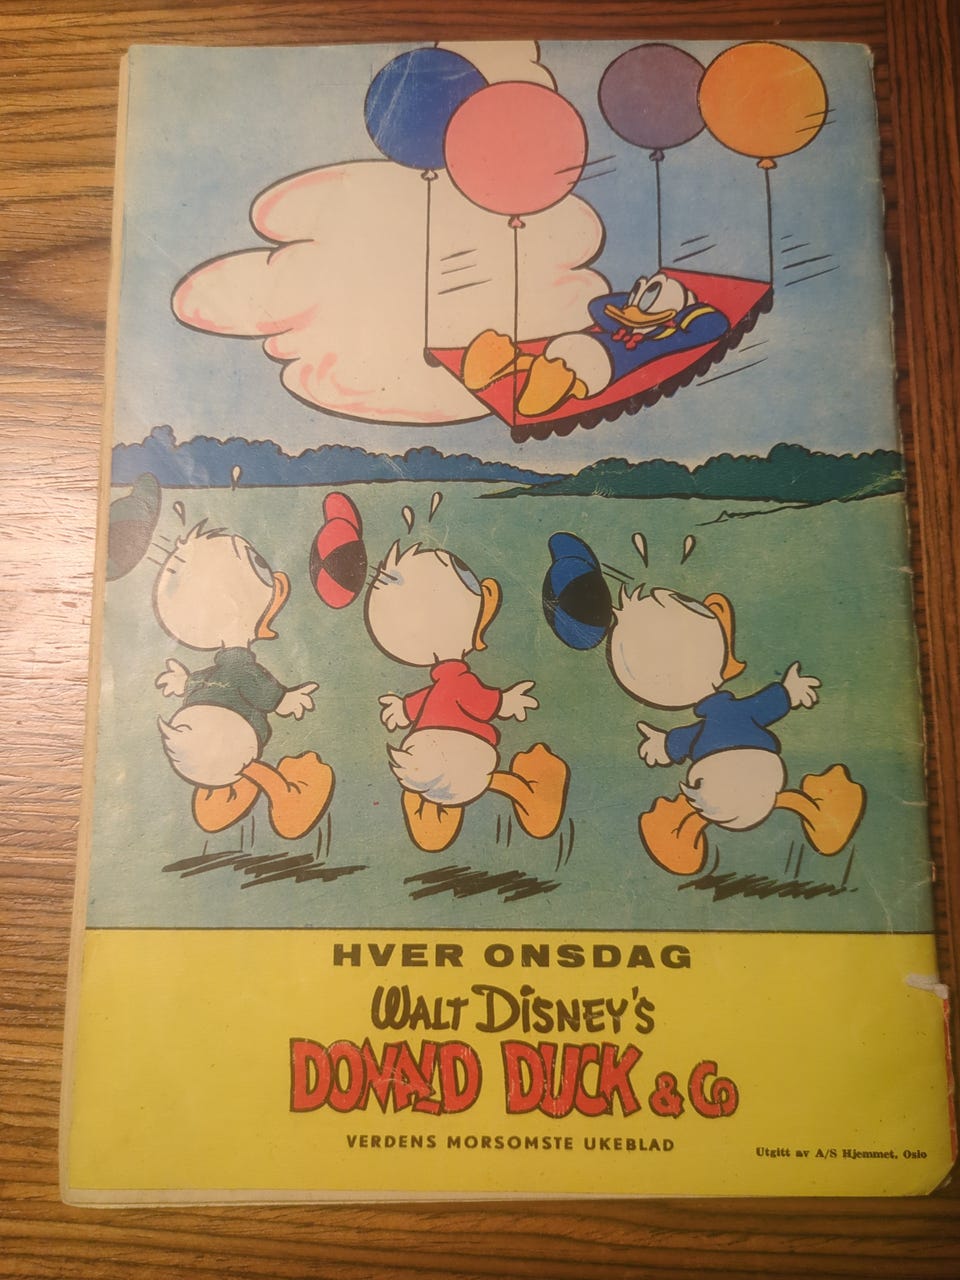 HVER ONSDAG
WALT DISNEY'S
DONALD DUCK & Co
VERDENS MORSOMSTE UKEBLAD
Utgitt av A/S Hjemmet, Oslo